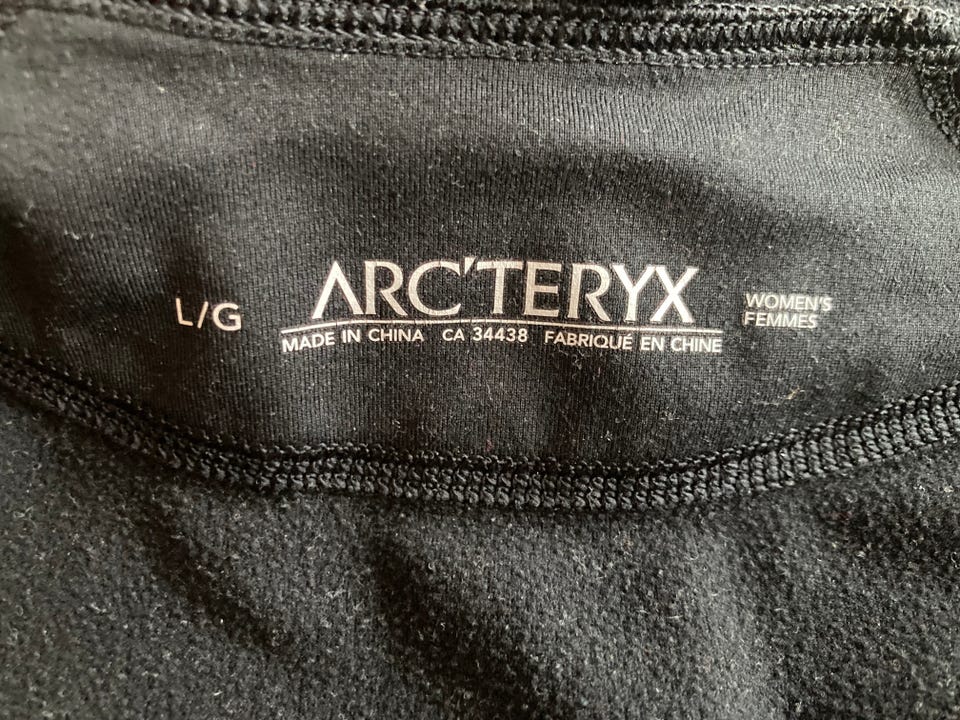 L/G
ARC'TERYX
MADE IN CHINA CA 34438 FABRIQUÉ EN CHINE
WOMEN'S
FEMMES